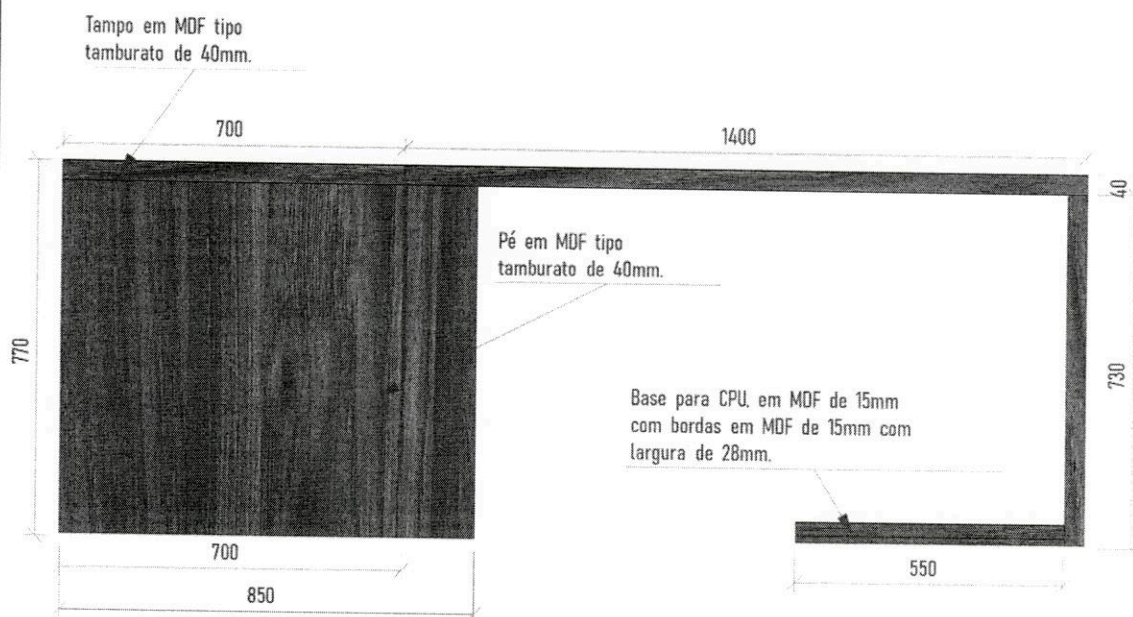 Tampo em MDF tipo
tamburato de 40mm.
700
1400
40
Pé em MDF tipo
tamburato de 40mm.
770
730
Base para CPU, em MDF de 15mm
com bordas em MDF de 15mm com
largura de 28mm.
700
550
850